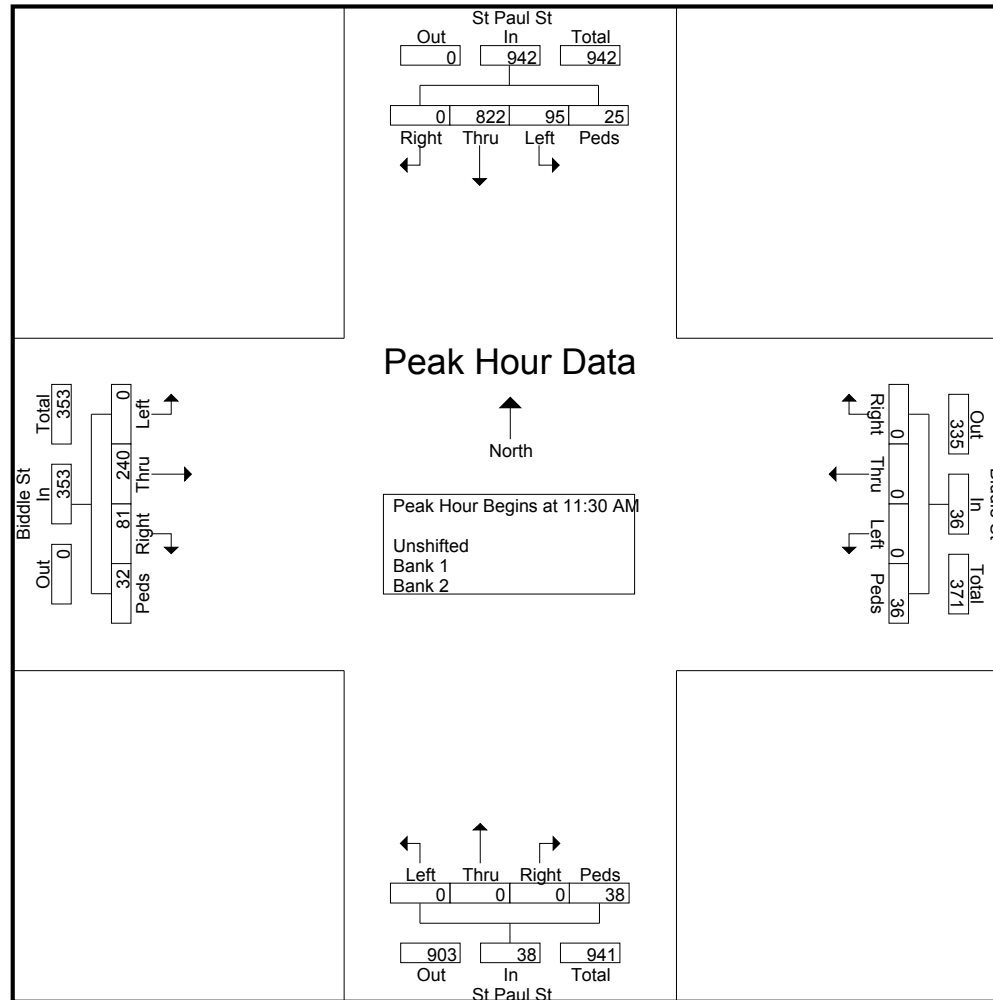 St Paul St
Out In Total
0 942 942
0 822 95 25
Right Thru Left Peds
Peak Hour Data
North
Peak Hour Begins at 11:30 AM
Unshifted
Bank 1
Bank 2
Biddle St
Total In Out
353 353 0
0 240 81 32
Left Thru Right Peds
Right Thru Left Peds
0 0 0 36
335 36 371
Out In Total
Left Thru Right Peds
0 0 0 38
903 38 941
Out In Total
St Paul St